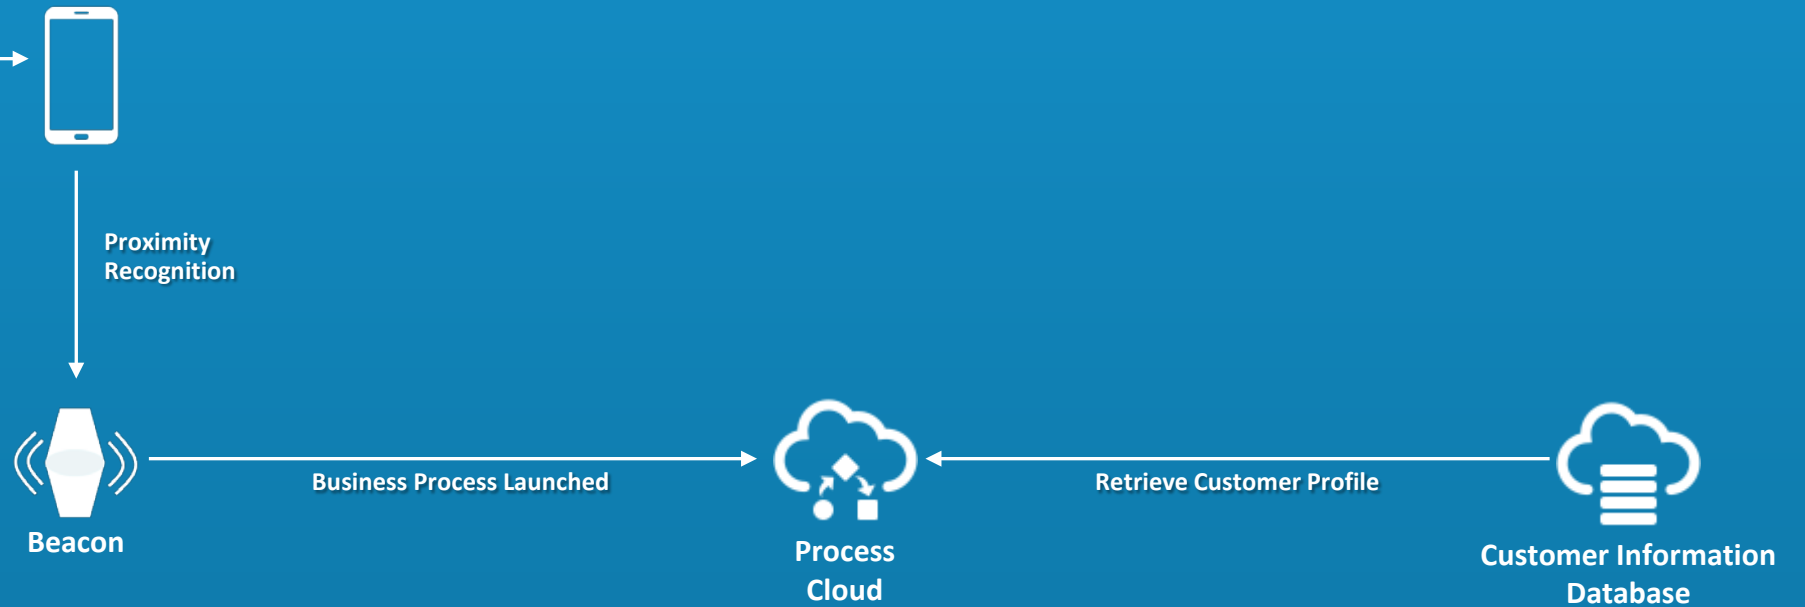 Proximity
Recognition
Business Process Launched
Retrieve Customer Profile
Beacon
Process
Cloud
Customer Information
Database